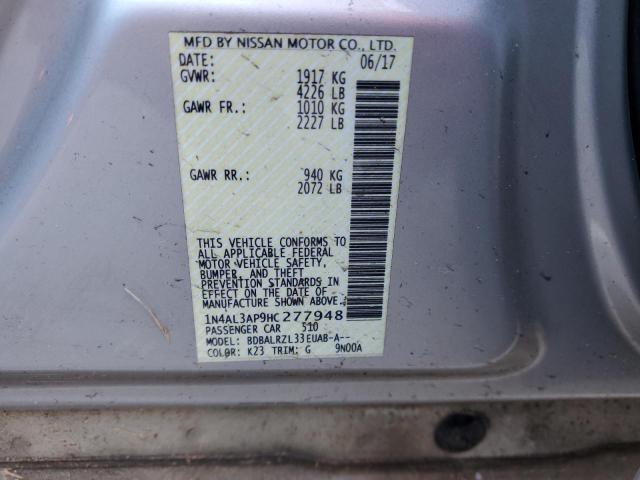 MFD BY NISSAN MOTOR CO., LTD.
DATE: 06/17
GVWR: 1917 KG
4226 LB
GAWR FR.: 1010 KG
2227 LB
GAWR RR.: 940 KG
2072 LB
THIS VEHICLE CONFORMS TO
ALL APPLICABLE FEDERAL
MOTOR VEHICLE SAFETY,
BUMPER, AND THEFT
PREVENTION STANDARDS IN
EFFECT ON THE DATE OF
MANUFACTURE SHOWN ABOVE.
1N4AL3AP9HC277948
PASSENGER CAR 510
MODEL: BDBALRZL33EUAB-A--
COLOR: K23 TRIM: G 9N00A